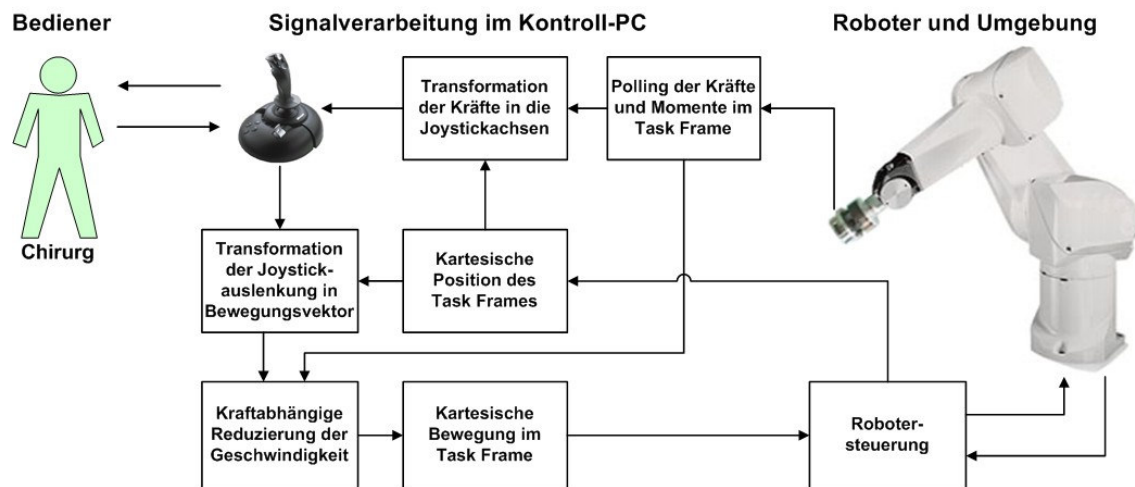 Bediener
Signalverarbeitung im Kontroll-PC
Roboter und Umgebung
Transformation
der Kräfte in die
Joystickachsen
Polling der Kräfte
und Momente im
Task Frame
Chirurg
Transformation
der Joystick-
auslenkung in
Bewegungsvektor
Kartesische
Position des
Task Frames
Kraftabhängige
Reduzierung der
Geschwindigkeit
Kartesische
Bewegung im
Task Frame
Roboter-
steuerung